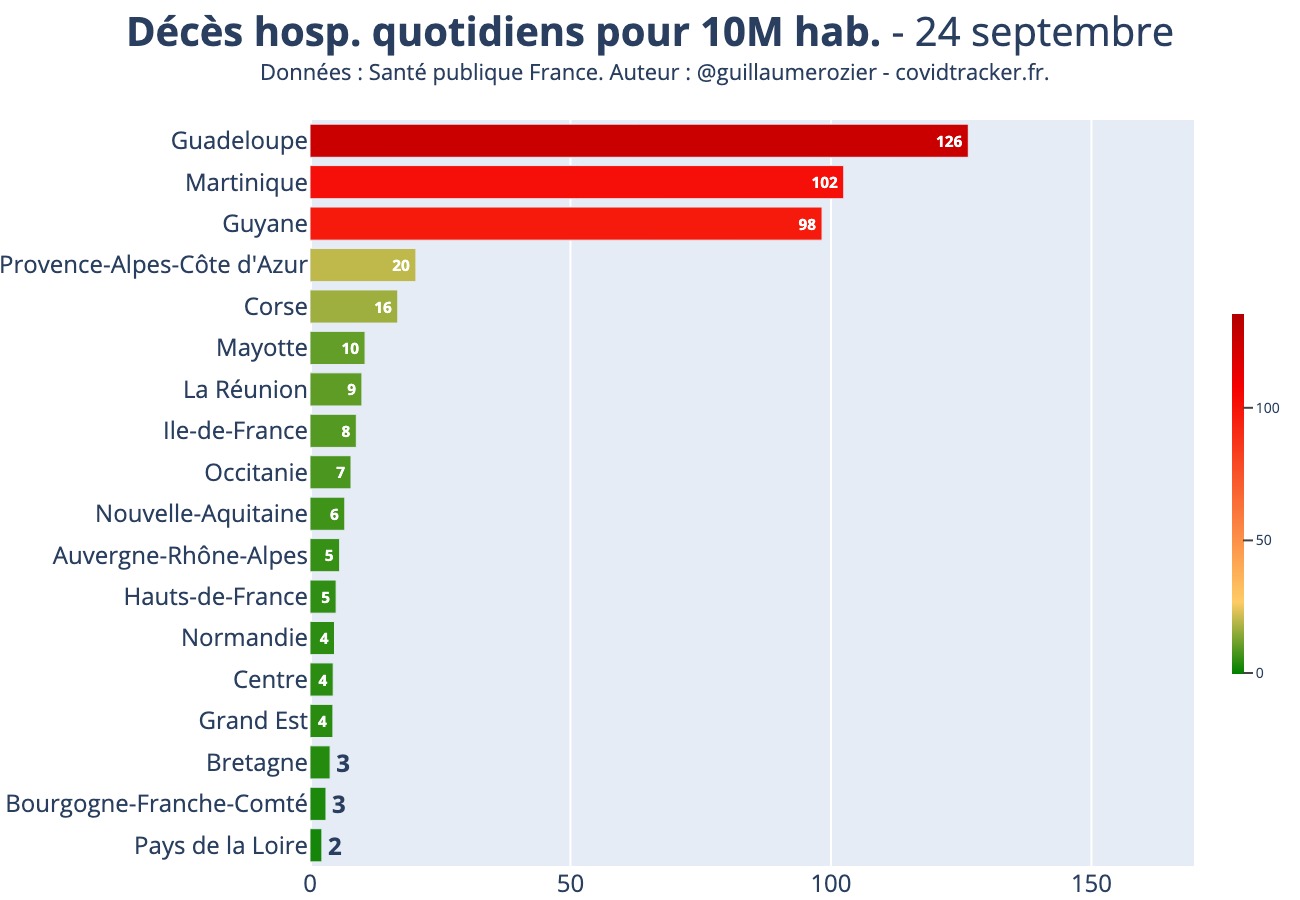 Décès hosp. quotidiens pour 10M hab. - 24 septembre
Données : Santé publique France. Auteur : @guillaumerozier - covidtracker.fr.
Guadeloupe 126
Martinique 102
Guyane 98
Provence-Alpes-Côte d'Azur 20
Corse 16
Mayotte 10
La Réunion 9
Ile-de-France 8
Occitanie 7
Nouvelle-Aquitaine 6
Auvergne-Rhône-Alpes 5
Hauts-de-France 5
Normandie 4
Centre 4
Grand Est 4
Bretagne 3
Bourgogne-Franche-Comté 3
Pays de la Loire 2
0 50 100 150
100
50
0